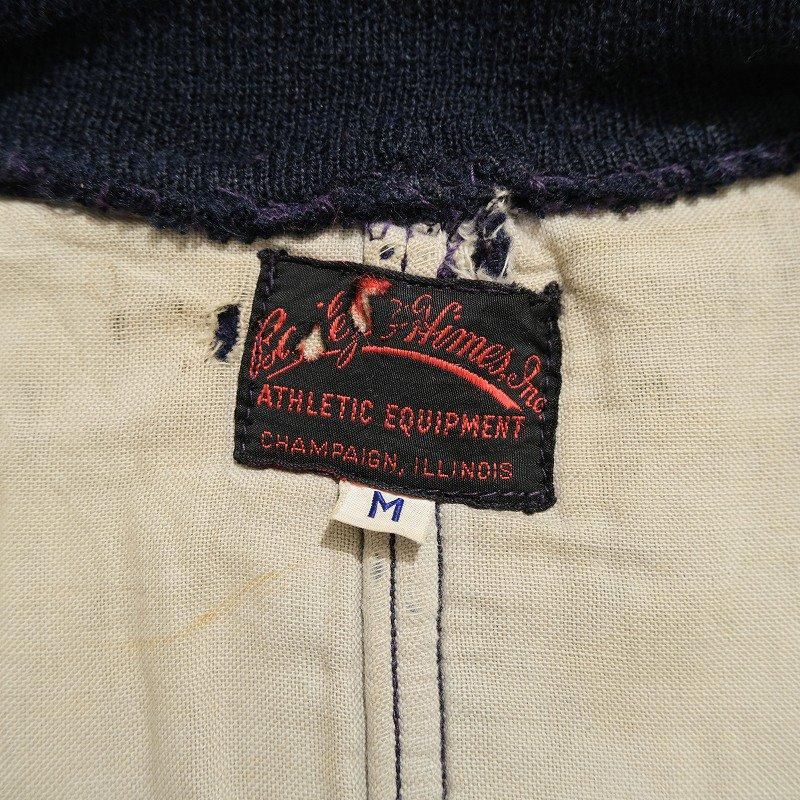 & Himes, Inc.
ATHLETIC EQUIPMENT
CHAMPAIGN, ILLINOIS
M